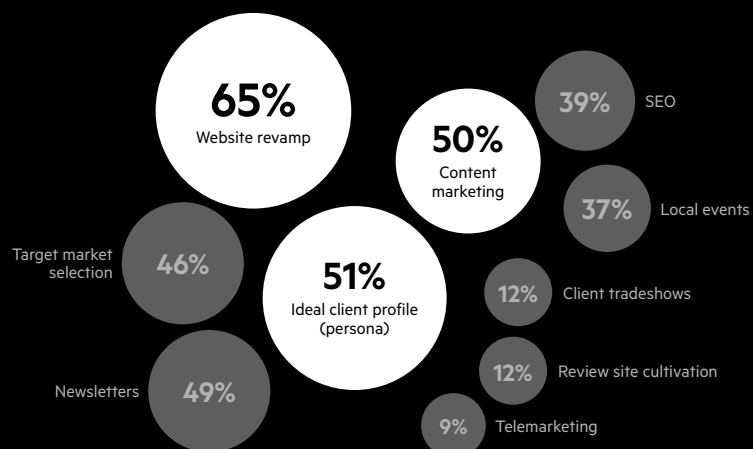 65%
Website revamp
50%
Content
marketing
39%
SEO
37%
Local events
Target market
selection
46%
51%
Ideal client profile
(persona)
12%
Client tradeshows
12%
Review site cultivation
Newsletters
49%
9%
Telemarketing